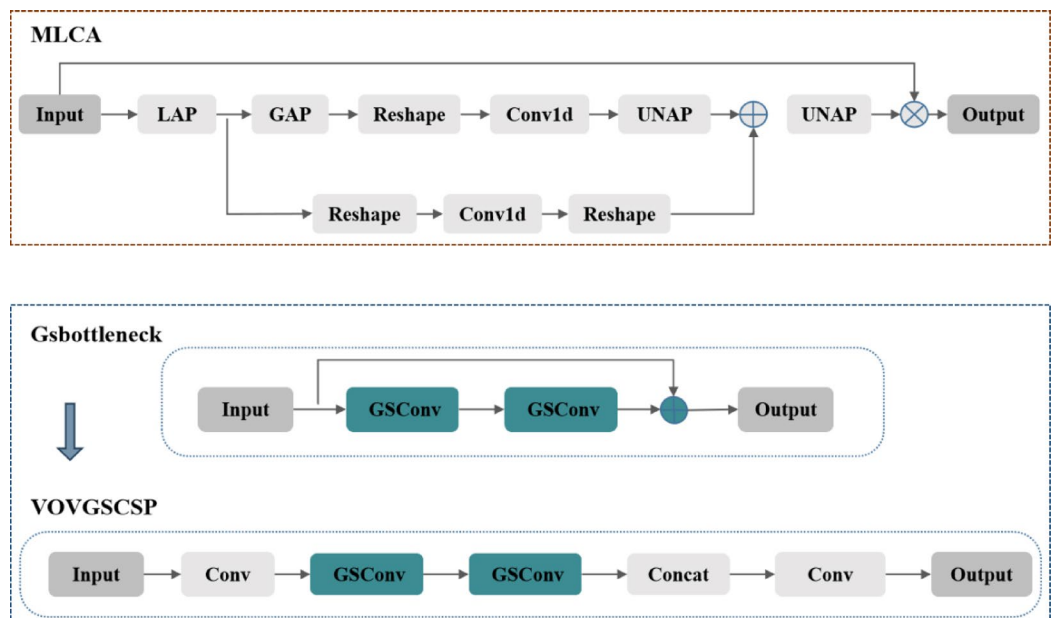 MLCA
Input LAP GAP Reshape Conv1d UNAP UNAP Output
Reshape Conv1d Reshape
Gsbottleneck
Input GSConv GSConv Output
VOVGSCSP
Input Conv GSConv GSConv Concat Conv Output